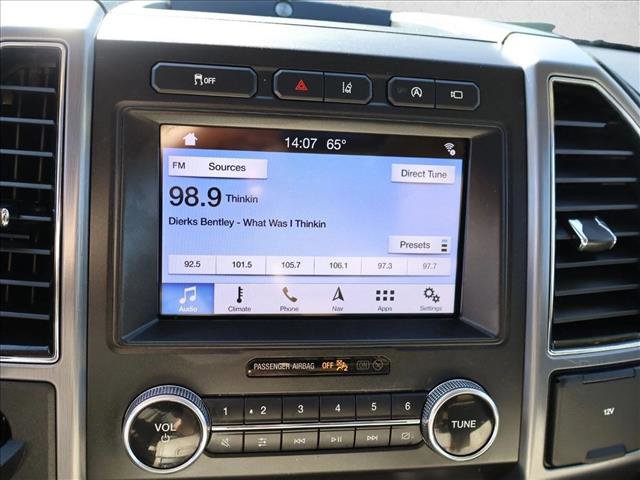 OFF
14:07 65°
FM Sources
Direct Tune
98.9 Thinkin
Dierks Bentley - What Was I Thinkin
Presets
92.5 101.5 105.7 106.1 97.3 97.7
Audio Climate Phone Nav Apps Settings
PASSENGER AIRBAG OFF ON
1 2 3 4 5 6
VOL
TUNE
12V